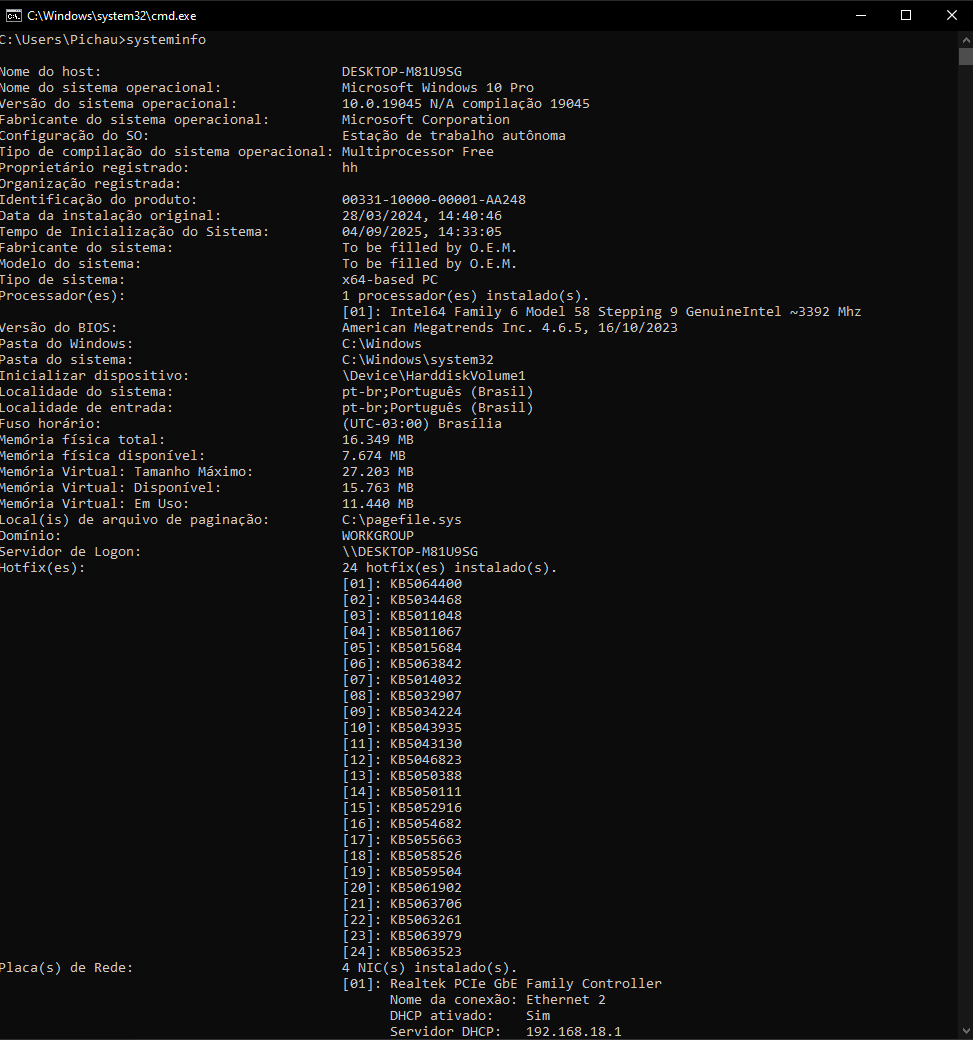 C:\Windows\system32\cmd.exe
C:\Users\Pichau>systeminfo
Nome do host: DESKTOP-M81U9SG
Nome do sistema operacional: Microsoft Windows 10 Pro
Versão do sistema operacional: 10.0.19045 N/A compilação 19045
Fabricante do sistema operacional: Microsoft Corporation
Configuração do SO: Estação de trabalho autônoma
Tipo de compilação do sistema operacional: Multiprocessor Free
Proprietário registrado: hh
Organização registrada:
Identificação do produto: 00331-10000-00001-AA248
Data da instalação original: 28/03/2024, 14:40:46
Tempo de Inicialização do Sistema: 04/09/2025, 14:33:05
Fabricante do sistema: To be filled by O.E.M.
Modelo do sistema: To be filled by O.E.M.
Tipo de sistema: x64-based PC
Processador(es): 1 processador(es) instalado(s).
[01]: Intel64 Family 6 Model 58 Stepping 9 GenuineIntel ~3392 Mhz
Versão do BIOS: American Megatrends Inc. 4.6.5, 16/10/2023
Pasta do Windows: C:\Windows
Pasta do sistema: C:\Windows\system32
Inicializar dispositivo: \Device\HarddiskVolume1
Localidade do sistema: pt-br;Português (Brasil)
Localidade de entrada: pt-br;Português (Brasil)
Fuso horário: (UTC-03:00) Brasília
Memória física total: 16.349 MB
Memória física disponível: 7.674 MB
Memória Virtual: Tamanho Máximo: 27.203 MB
Memória Virtual: Disponível: 15.763 MB
Memória Virtual: Em Uso: 11.440 MB
Local(is) de arquivo de paginação: C:\pagefile.sys
Domínio: WORKGROUP
Servidor de Logon: \\DESKTOP-M81U9SG
Hotfix(es): 24 hotfix(es) instalado(s).
[01]: KB5064400
[02]: KB5034468
[03]: KB5011048
[04]: KB5011067
[05]: KB5015684
[06]: KB5063842
[07]: KB5014032
[08]: KB5032907
[09]: KB5034224
[10]: KB5043935
[11]: KB5043130
[12]: KB5046823
[13]: KB5050388
[14]: KB5050111
[15]: KB5052916
[16]: KB5054682
[17]: KB5055663
[18]: KB5058526
[19]: KB5059504
[20]: KB5061902
[21]: KB5063706
[22]: KB5063261
[23]: KB5063979
[24]: KB5063523
Placa(s) de Rede: 4 NIC(s) instalado(s).
[01]: Realtek PCIe GbE Family Controller
Nome da conexão: Ethernet 2
DHCP ativado: Sim
Servidor DHCP: 192.168.18.1